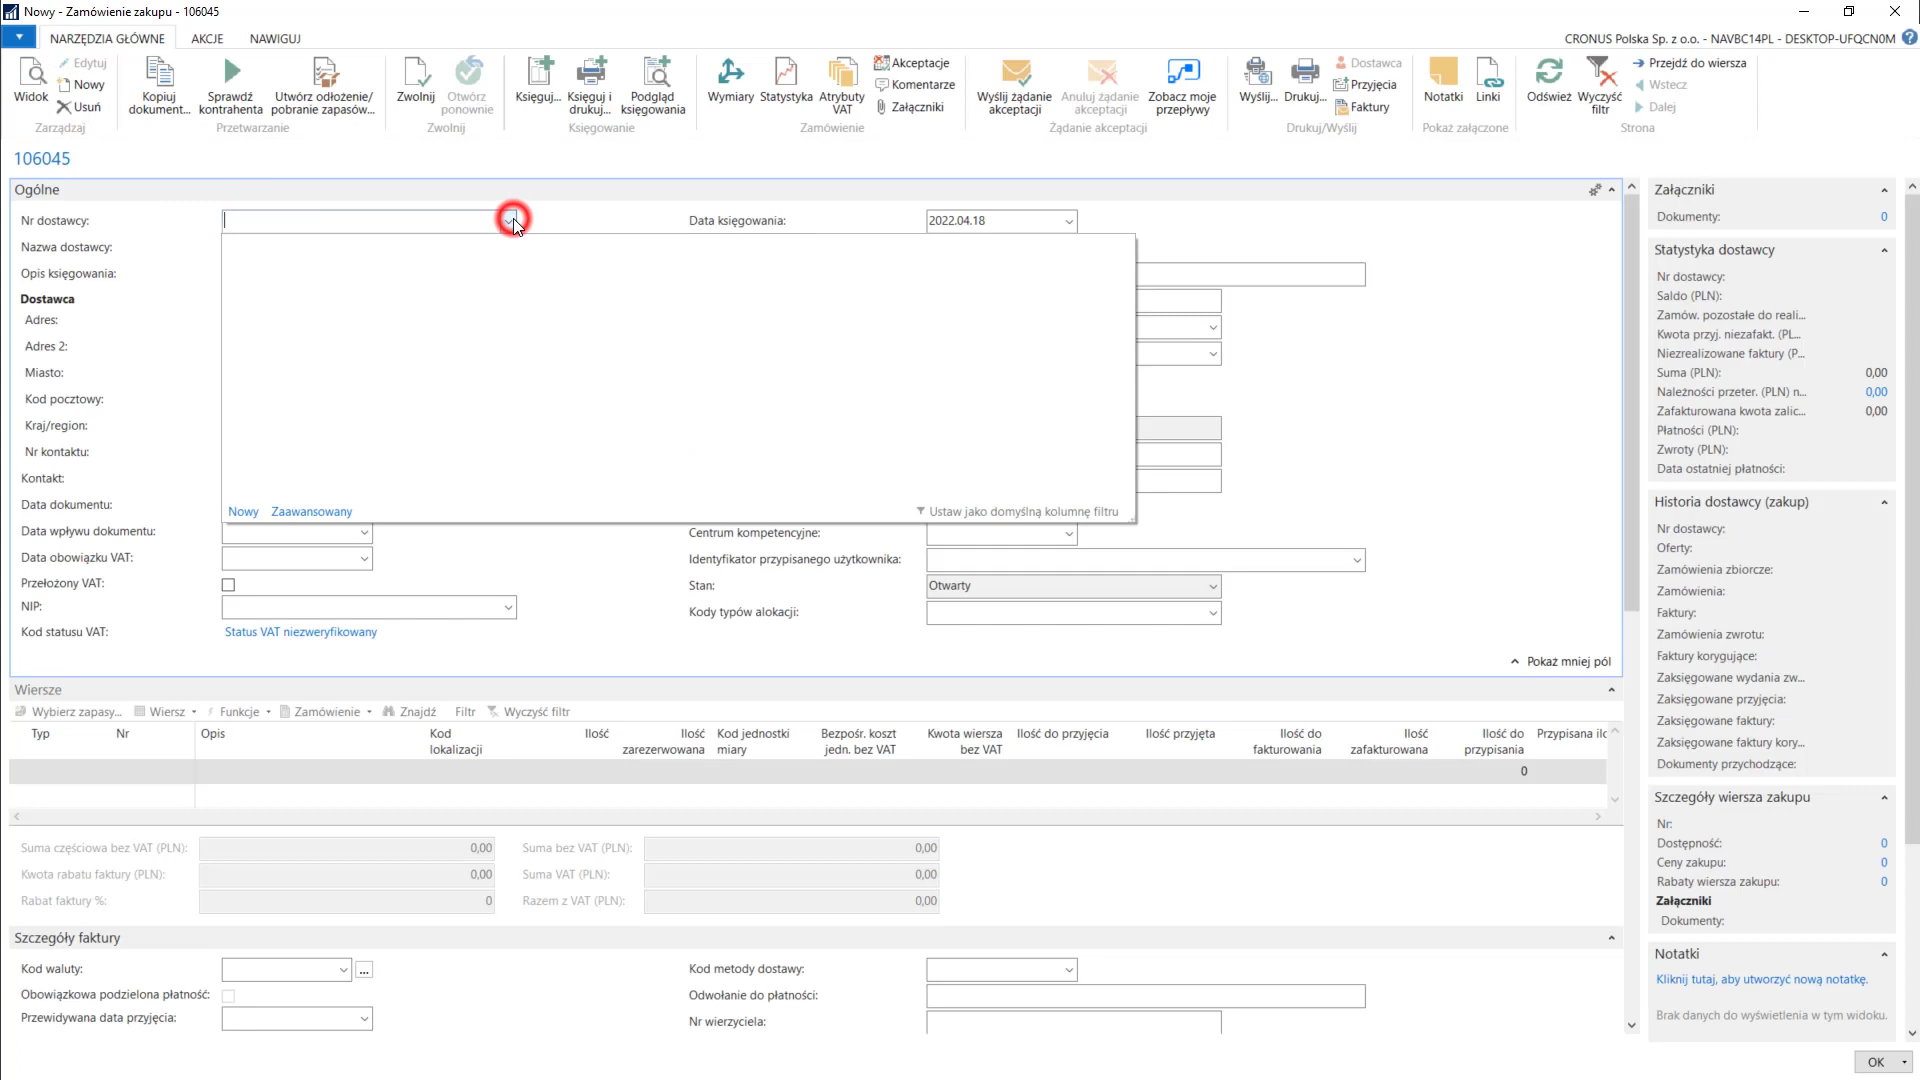 Nowy - Zamówienie zakupu - 106045
NARZĘDZIA GŁÓWNE
AKCJE
NAWIGUJ
CRONUS Polska Sp. z o.o. - NAVBC14PL - DESKTOP-UFQCN0M
Widok
Edytuj
Nowy
Usuń
Zarządzaj
Kopiuj dokument...
Sprawdź kontrahenta
Utwórz odłożenie/ pobranie zapasów...
Przetwarzanie
Zwolnij
Otwórz ponownie
Zwolnij
Księguj...
Księguj i drukuj...
Podgląd księgowania
Księgowanie
Wymiary
Statystyka
Atrybuty VAT
Akceptacje
Komentarze
Załączniki
Zamówienie
Wyślij żądanie akceptacji
Anuluj żądanie akceptacji
Zobacz moje przepływy
Żądanie akceptacji
Wyślij...
Drukuj...
Dostawca
Przyjęcia
Faktury
Drukuj/Wyślij
Notatki
Linki
Pokaż załączone
Odśwież
Wyczyść filtr
Przejdź do wiersza
Wstecz
Dalej
Strona
106045
Ogólne
Nr dostawcy:
Nazwa dostawcy:
Opis księgowania:
Dostawca
Adres:
Adres 2:
Miasto:
Kod pocztowy:
Kraj/region:
Nr kontaktu:
Kontakt:
Data dokumentu:
Data wpływu dokumentu:
Data obowiązku VAT:
Przełożony VAT:
NIP:
Kod statusu VAT: Status VAT niezweryfikowany
Nowy Zaawansowany Ustaw jako domyślną kolumnę filtru
Data księgowania: 2022.04.18
Centrum kompetencyjne:
Identyfikator przypisanego użytkownika:
Stan: Otwarty
Kody typów alokacji:
Pokaż mniej pól
Wiersze
Wybierz zapasy... Wiersz Funkcje Zamówienie Znajdź Filtr Wyczyść filtr
Typ
Nr
Opis
Kod lokalizacji
Ilość
Ilość zarezerwowana
Kod jednostki miary
Bezpośr. koszt jedn. bez VAT
Kwota wiersza bez VAT
Ilość do przyjęcia
Ilość przyjęta
Ilość do fakturowania
Ilość zafakturowana
Ilość do przypisania
Przypisana ilo
0
Suma częściowa bez VAT (PLN): 0,00 Suma bez VAT (PLN): 0,00
Kwota rabatu faktury (PLN): 0,00 Suma VAT (PLN): 0,00
Rabat faktury %: 0 Razem z VAT (PLN): 0,00
Szczegóły faktury
Kod waluty: ...
Obowiązkowa podzielona płatność:
Przewidywana data przyjęcia:
Kod metody dostawy:
Odwołanie do płatności:
Nr wierzyciela:
Załączniki
Dokumenty: 0
Statystyka dostawcy
Nr dostawcy:
Saldo (PLN):
Zamów. pozostałe do reali...
Kwota przyj. niezafakt. (PL...
Niezrealizowane faktury (P...
Suma (PLN): 0,00
Należności przeter. (PLN) n... 0,00
Zafakturowana kwota zalic... 0,00
Płatności (PLN):
Zwroty (PLN):
Data ostatniej płatności:
Historia dostawcy (zakup)
Nr dostawcy:
Oferty:
Zamówienia zbiorcze:
Zamówienia:
Faktury:
Zamówienia zwrotu:
Faktury korygujące:
Zaksięgowane wydania zw...
Zaksięgowane przyjęcia:
Zaksięgowane faktury:
Zaksięgowane faktury kory...
Dokumenty przychodzące:
Szczegóły wiersza zakupu
Nr:
Dostępność: 0
Ceny zakupu: 0
Rabaty wiersza zakupu: 0
Załączniki
Dokumenty:
Notatki
Kliknij tutaj, aby utworzyć nową notatkę.
Brak danych do wyświetlenia w tym widoku.
OK